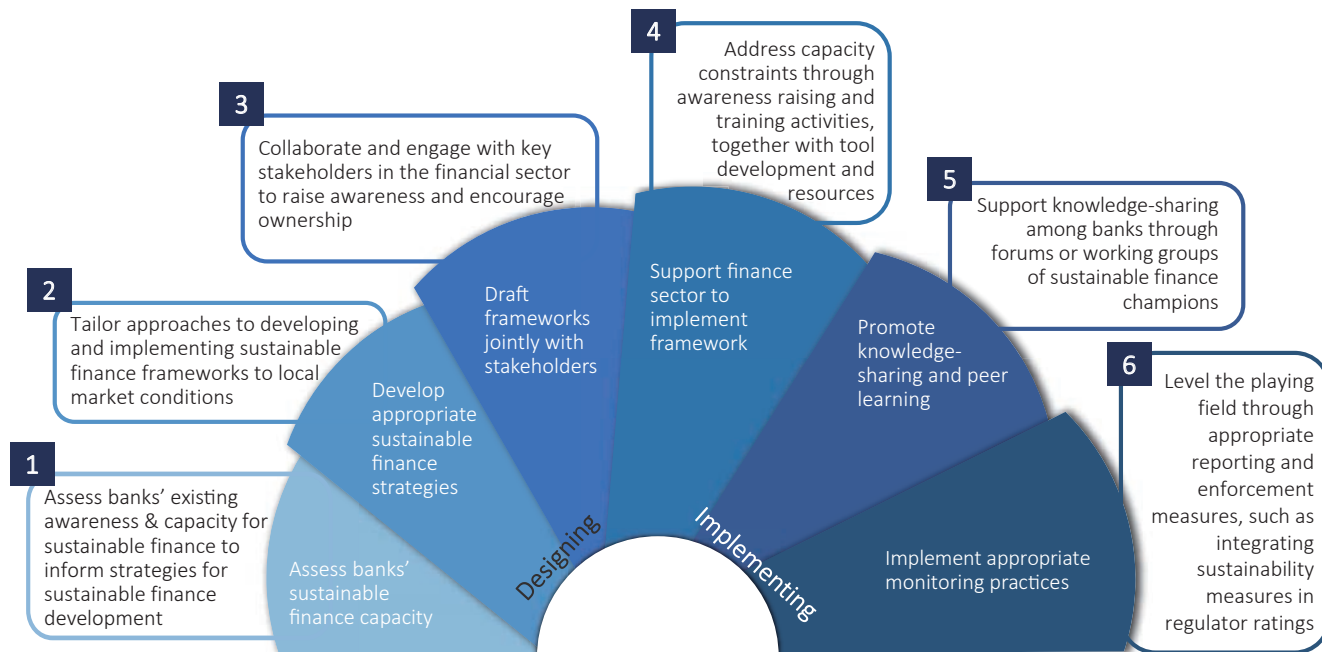 1
Assess banks’ existing
awareness & capacity for
sustainable finance to
inform strategies for
sustainable finance
development
Assess banks’
sustainable
finance capacity
2
Tailor approaches to developing
and implementing sustainable
finance frameworks to local
market conditions
Develop
appropriate
sustainable
finance
strategies
3
Collaborate and engage with key
stakeholders in the financial sector
to raise awareness and encourage
ownership
Draft
frameworks
jointly with
stakeholders
Designing
4
Address capacity
constraints through
awareness raising and
training activities,
together with tool
development and
resources
Support finance
sector to
implement
framework
5
Support knowledge-sharing
among banks through
forums or working groups
of sustainable finance
champions
Promote
knowledge-
sharing and peer
learning
6
Level the playing
field through
appropriate
reporting and
enforcement
measures, such as
integrating
sustainability
measures in
regulator ratings
Implement appropriate
monitoring practices
Implementing